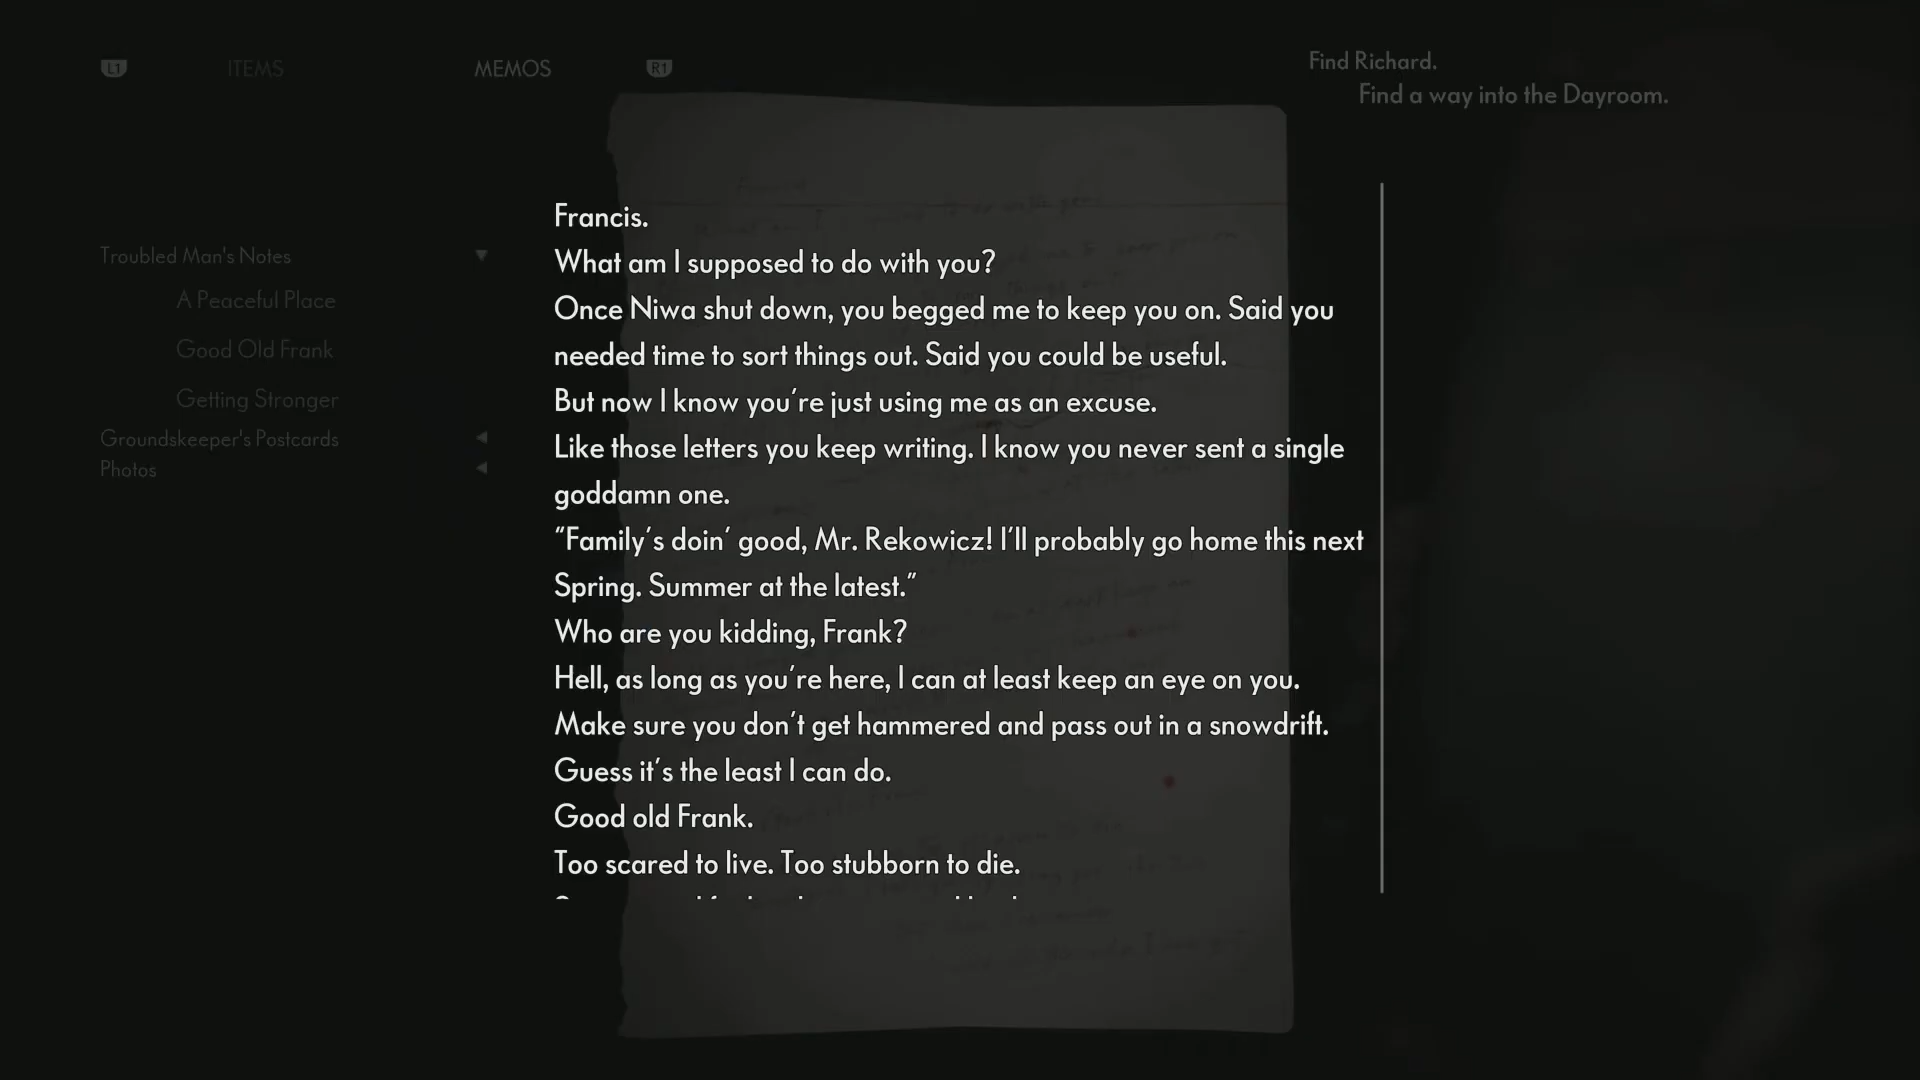 L1
ITEMS
MEMOS
R1
Find Richard.
Find a way into the Dayroom.
Troubled Man's Notes
A Peaceful Place
Good Old Frank
Getting Stronger
Groundskeeper's Postcards
Photos
Francis.
What am I supposed to do with you?
Once Niwa shut down, you begged me to keep you on. Said you
needed time to sort things out. Said you could be useful.
But now I know you’re just using me as an excuse.
Like those letters you keep writing. I know you never sent a single
goddamn one.
“Family’s doin’ good, Mr. Rekowicz! I’ll probably go home this next
Spring. Summer at the latest.”
Who are you kidding, Frank?
Hell, as long as you’re here, I can at least keep an eye on you.
Make sure you don’t get hammered and pass out in a snowdrift.
Guess it’s the least I can do.
Good old Frank.
Too scared to live. Too stubborn to die.